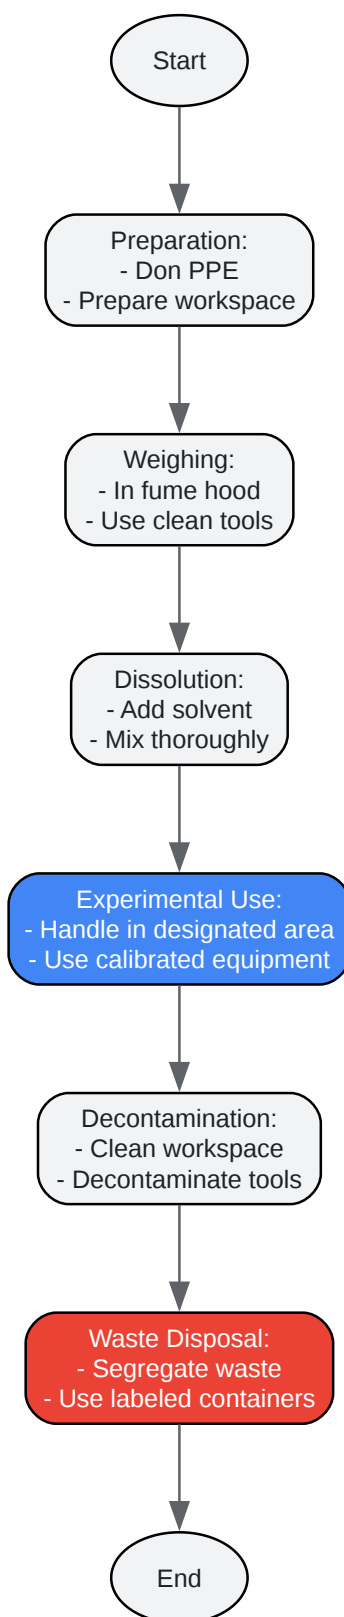 Start
Preparation:
- Don PPE
- Prepare workspace
Weighing:
- In fume hood
- Use clean tools
Dissolution:
- Add solvent
- Mix thoroughly
Experimental Use:
- Handle in designated area
- Use calibrated equipment
Decontamination:
- Clean workspace
- Decontaminate tools
Waste Disposal:
- Segregate waste
- Use labeled containers
End